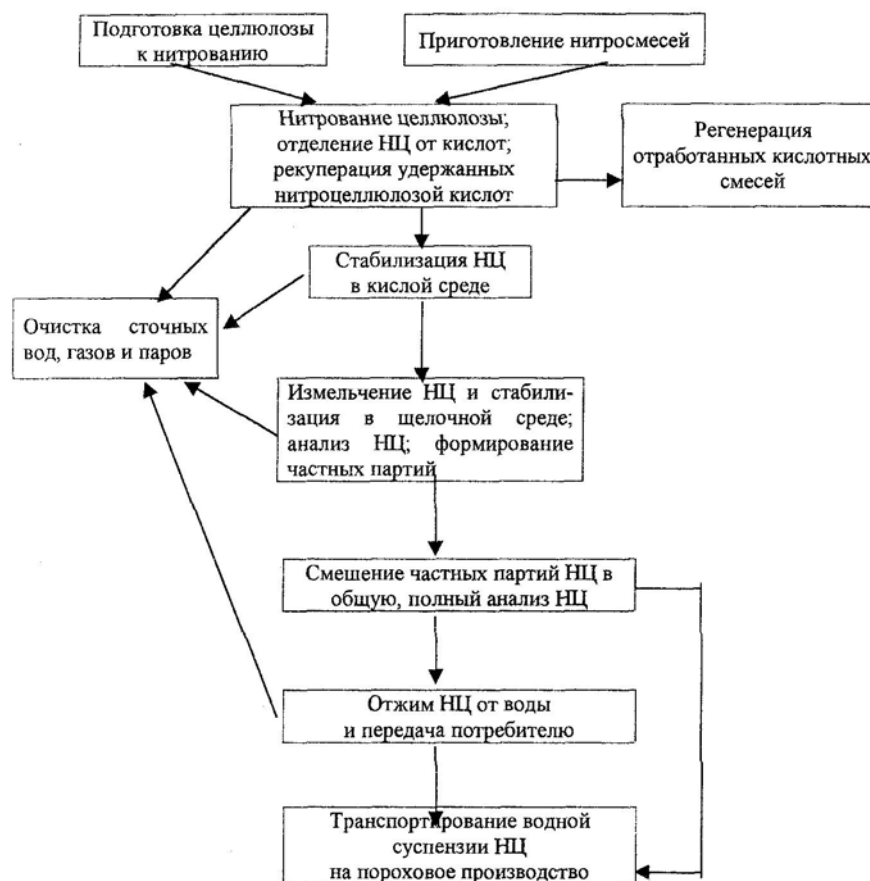 Подготовка целлюлозы
к нитрованию
Приготовление нитросмесей
Нитрование целлюлозы;
отделение НЦ от кислот;
рекуперация удержанных
нитроцеллюлозой кислот
Регенерация
отработанных кислотных
смесей
Стабилизация НЦ
в кислой среде
Очистка сточных
вод, газов и паров
Измельчение НЦ и стабили-
зация в щелочной среде;
анализ НЦ; формирование
частных партий
Смешение частных партий НЦ в
общую, полный анализ НЦ
Отжим НЦ от воды
и передача потребителю
Транспортирование водной
суспензии НЦ
на пороховое производство